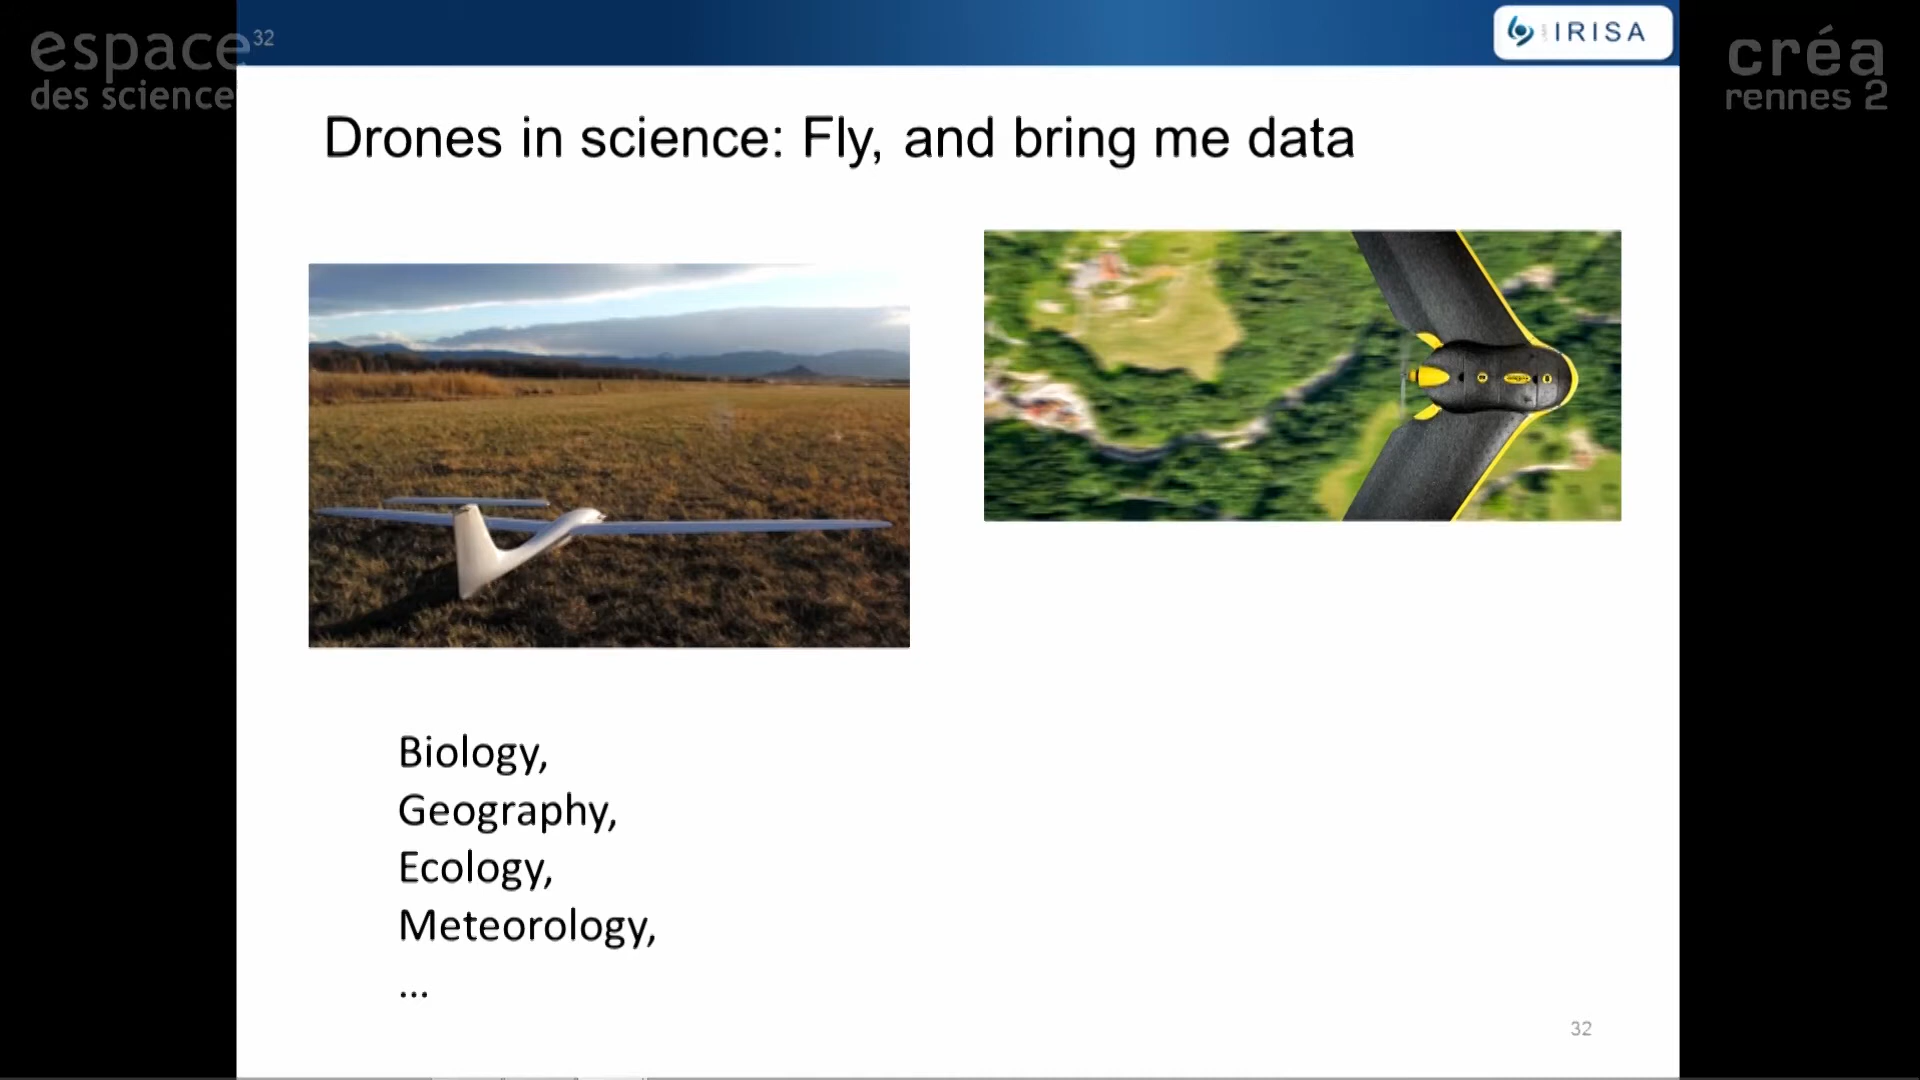 espace
des science
32
IRISA
créa
rennes 2
Drones in science: Fly, and bring me data
Biology,
Geography,
Ecology,
Meteorology,
...
32